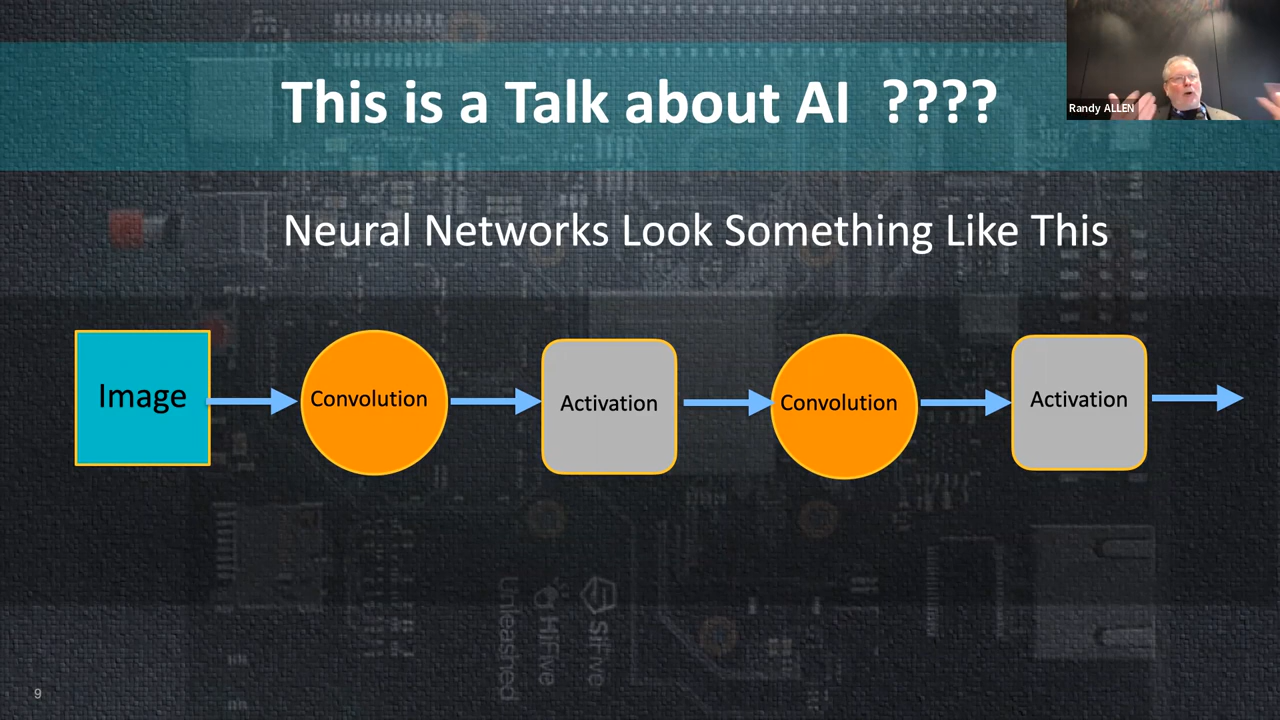 This is a Talk about AI ????
Randy ALLEN
Neural Networks Look Something Like This
Image
Convolution
Activation
Convolution
Activation
SiFive
HiFive
Unleashed
9